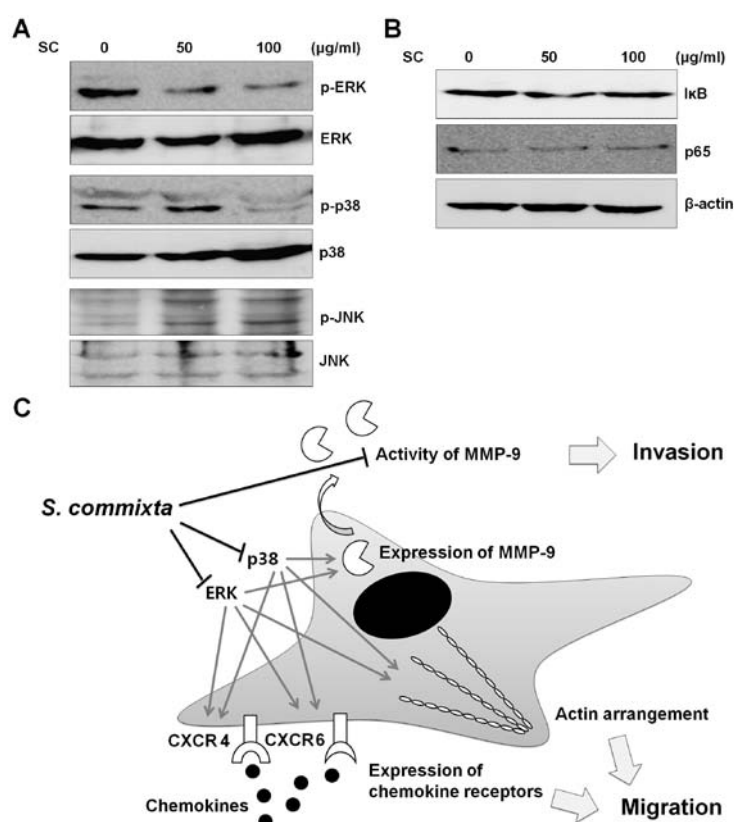 A
SC 0 50 100 (μg/ml)
p-ERK
ERK
p-p38
p38
p-JNK
JNK
B
SC 0 50 100 (μg/ml)
IκB
p65
β-actin
C
Activity of MMP-9
Invasion
S. commixta
p38
Expression of MMP-9
ERK
Actin arrangement
CXCR4 CXCR6
Expression of
chemokine receptors
Chemokines
Migration